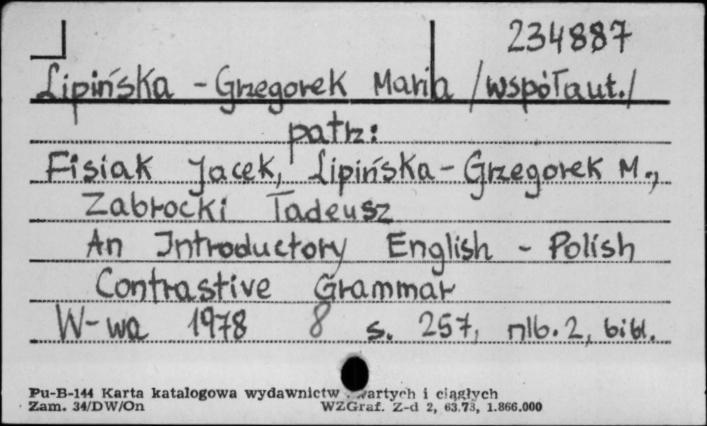 234887
Lipińska - Grzegorek Maria /współaut./
patrz:
Fisiak Jacek, Lipińska - Grzegorek M.,
Zabrocki Tadeusz
An Introductory English - Polish
Contrastive Grammar
W-wa 1978 8 s. 257, nlb. 2, bibl.
Pu-B-144 Karta katalogowa wydawnictw i ciągłych
Zam. 34/DW/On WZGraf. Z-d 2, 63.73, 1.866.000